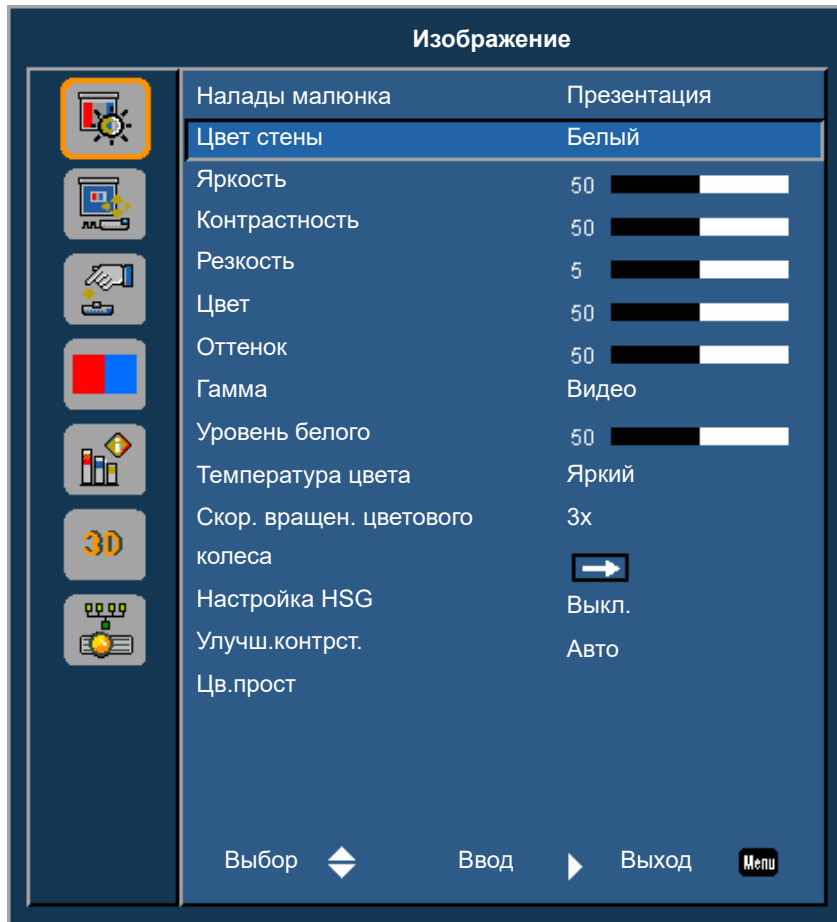 Изображение
Налады малюнка Презентация
Цвет стены Белый
Яркость 50
Контрастность 50
Резкость 5
Цвет 50
Оттенок 50
Гамма Видео
Уровень белого 50
Температура цвета Яркий
Скор. вращен. цветового 3x
колеса
Настройка HSG Выкл.
Улучш.контрст. Авто
Цв.прост
3D
Выбор Ввод Выход Menu